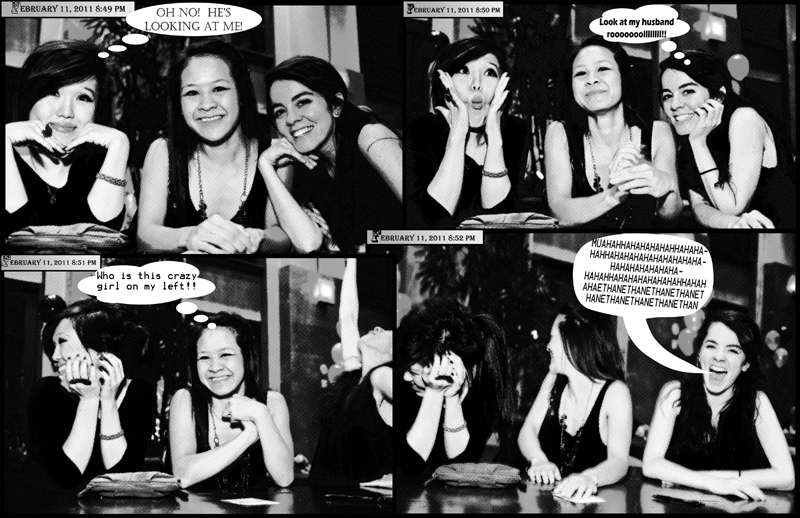 FEBRUARY 11, 2011 8:49 PM
OH NO! HE'S
LOOKING AT ME!
FEBRUARY 11, 2011 8:50 PM
Look at my husband
rooooooollllllll!!!
FEBRUARY 11, 2011 8:51 PM
Who is this crazy
girl on my left!!
FEBRUARY 11, 2011 8:52 PM
MUAHAHHAHAHAHAHHAHAHA-
HAHHAHAHAHAHAHAHAHAHA-
HAHAHAHAHAHAHA-
HAHAHHAHAHAHAHAHAHHAHAH
AHAETHANETHANETHANETHANET
HANETHANETHANETHANETHAN